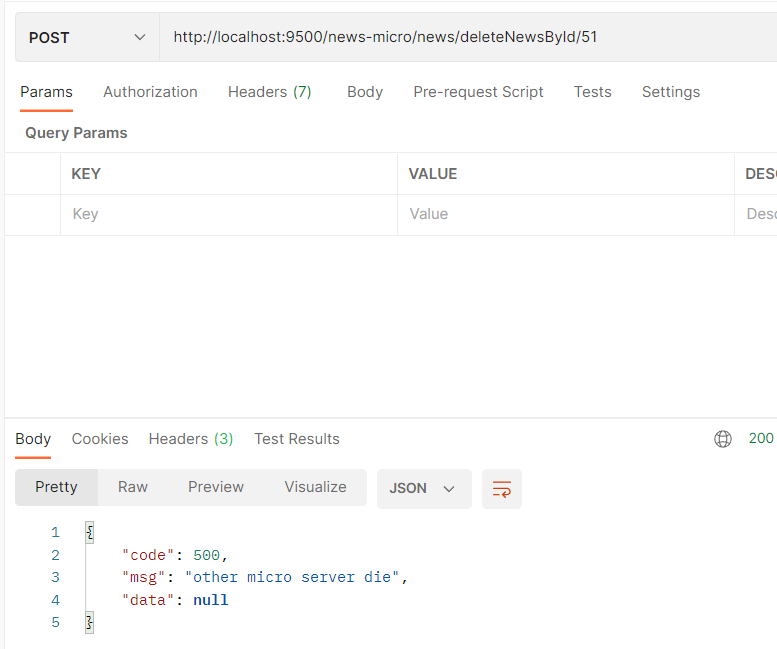 POST http://localhost:9500/news-micro/news/deleteNewsById/51
Params Authorization Headers (7) Body Pre-request Script Tests Settings
Query Params
KEY VALUE DESC
Key Value Desc
Body Cookies Headers (3) Test Results 200
Pretty Raw Preview Visualize JSON
1 {
2 "code": 500,
3 "msg": "other micro server die",
4 "data": null
5 }